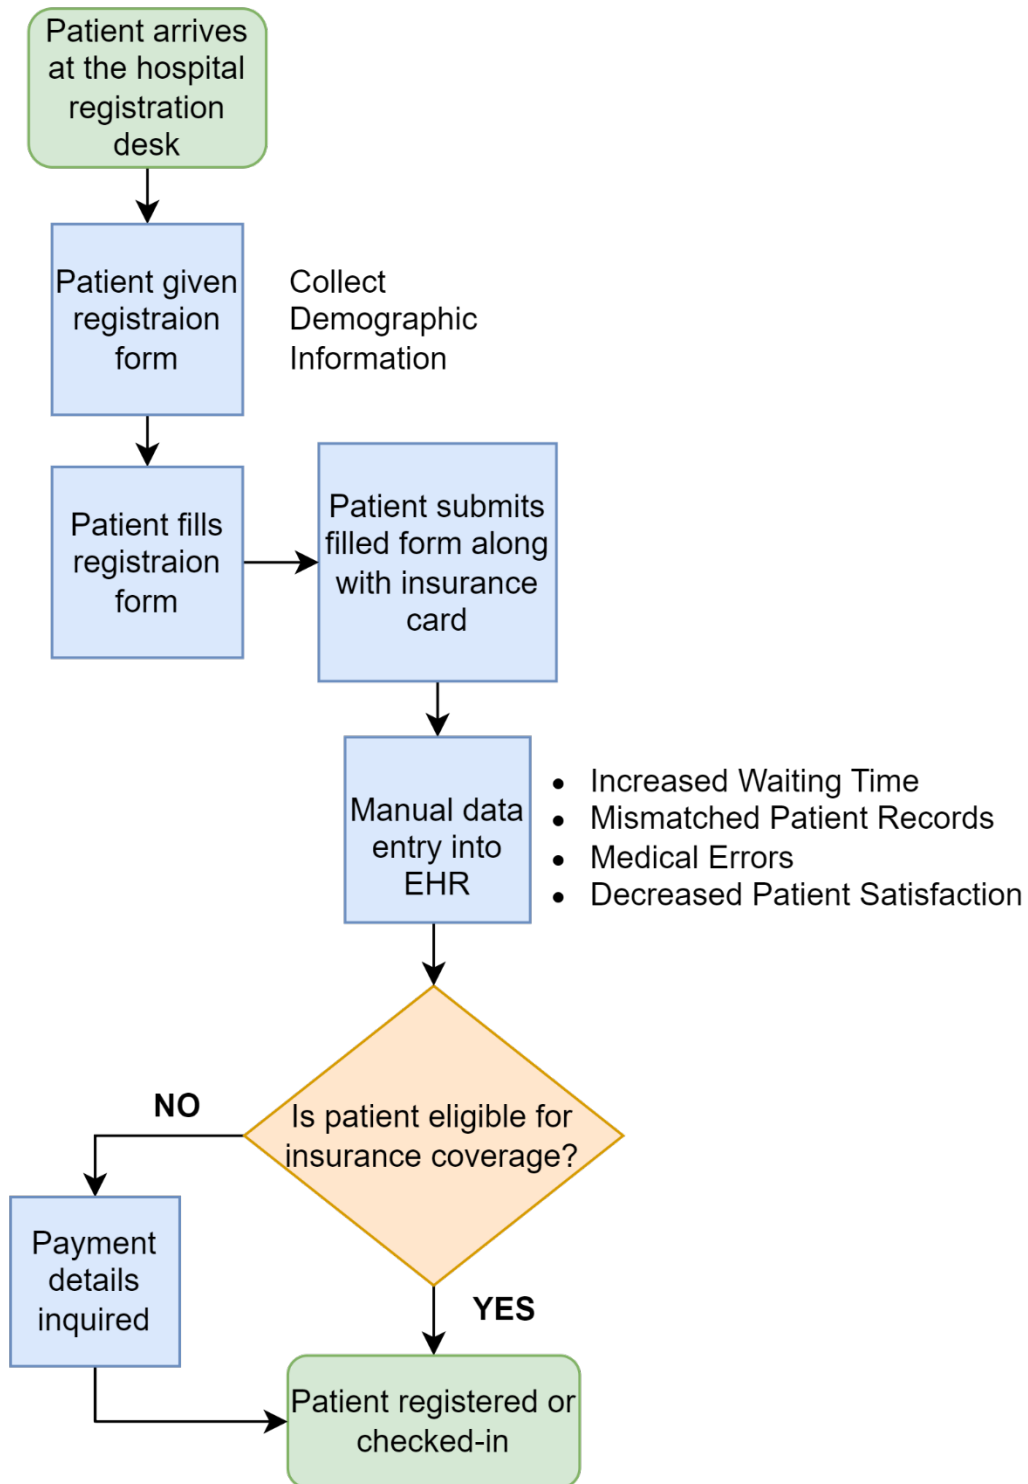 Patient arrives
at the hospital
registration
desk
Patient given
registraion
form
Collect
Demographic
Information
Patient fills
registraion
form
Patient submits
filled form along
with insurance
card
Manual data
entry into
EHR
• Increased Waiting Time
• Mismatched Patient Records
• Medical Errors
• Decreased Patient Satisfaction
Is patient eligible for
insurance coverage?
NO
Payment
details
inquired
YES
Patient registered or
checked-in